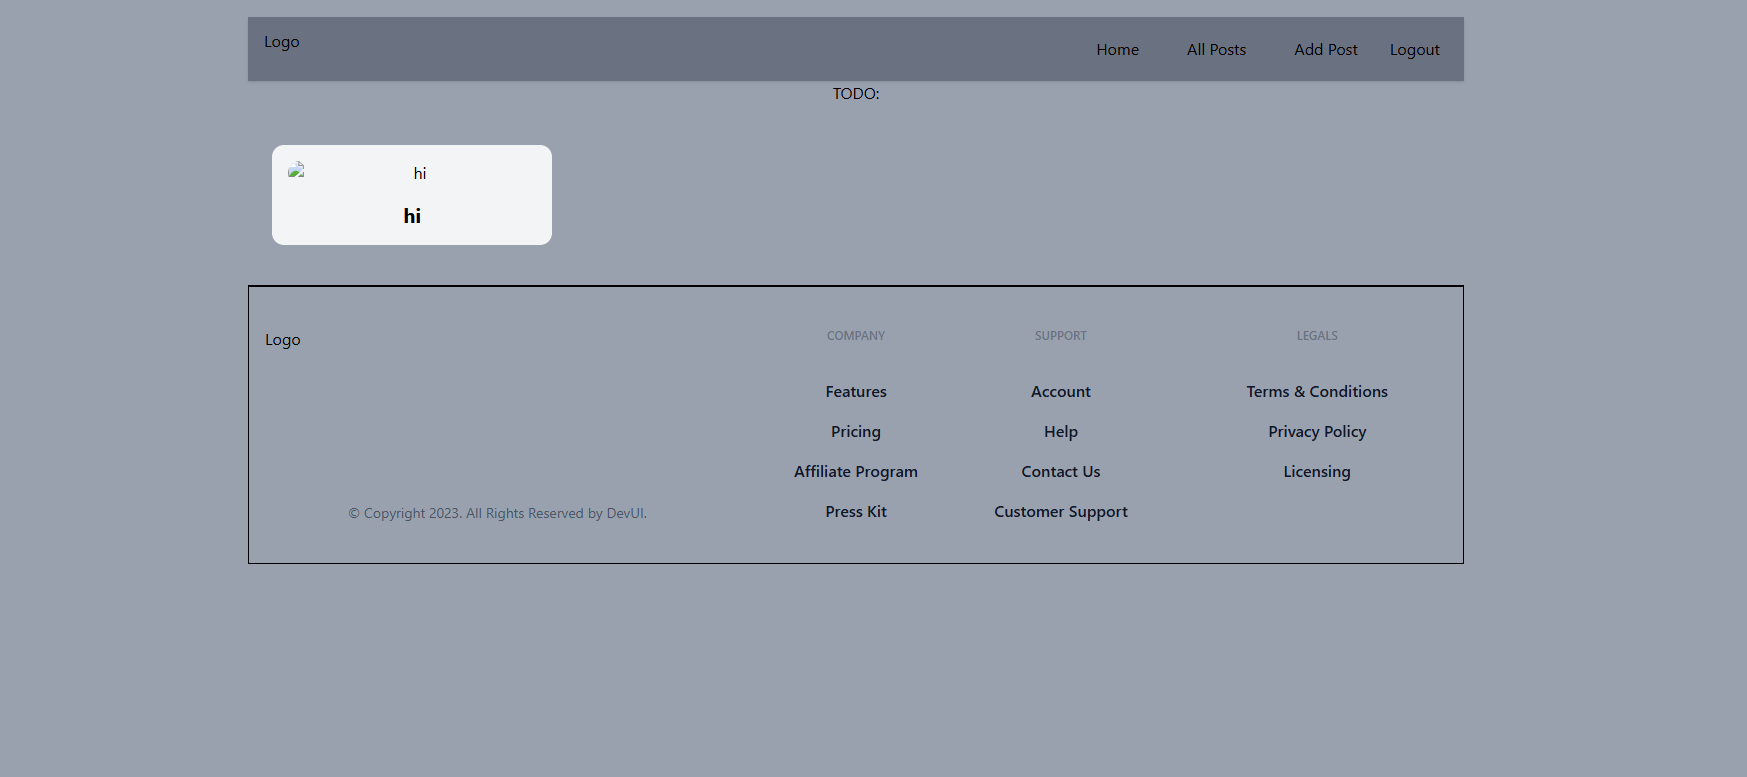 Logo Home All Posts Add Post Logout
TODO:
hi
hi
Logo
© Copyright 2023. All Rights Reserved by DevUI.
COMPANY
Features
Pricing
Affiliate Program
Press Kit
SUPPORT
Account
Help
Contact Us
Customer Support
LEGALS
Terms & Conditions
Privacy Policy
Licensing